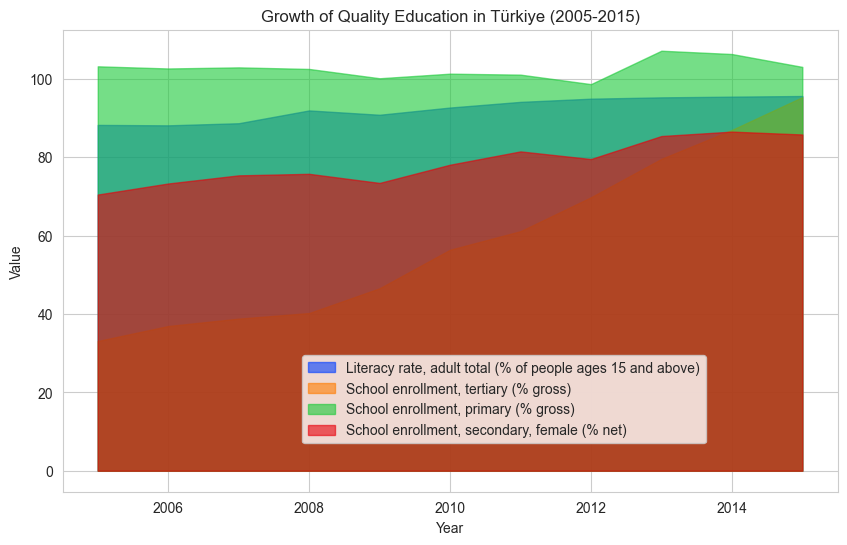 Growth of Quality Education in Türkiye (2005-2015)
Value
100
80
60
40
20
0
Literacy rate, adult total (% of people ages 15 and above)
School enrollment, tertiary (% gross)
School enrollment, primary (% gross)
School enrollment, secondary, female (% net)
2006 2008 2010 2012 2014
Year